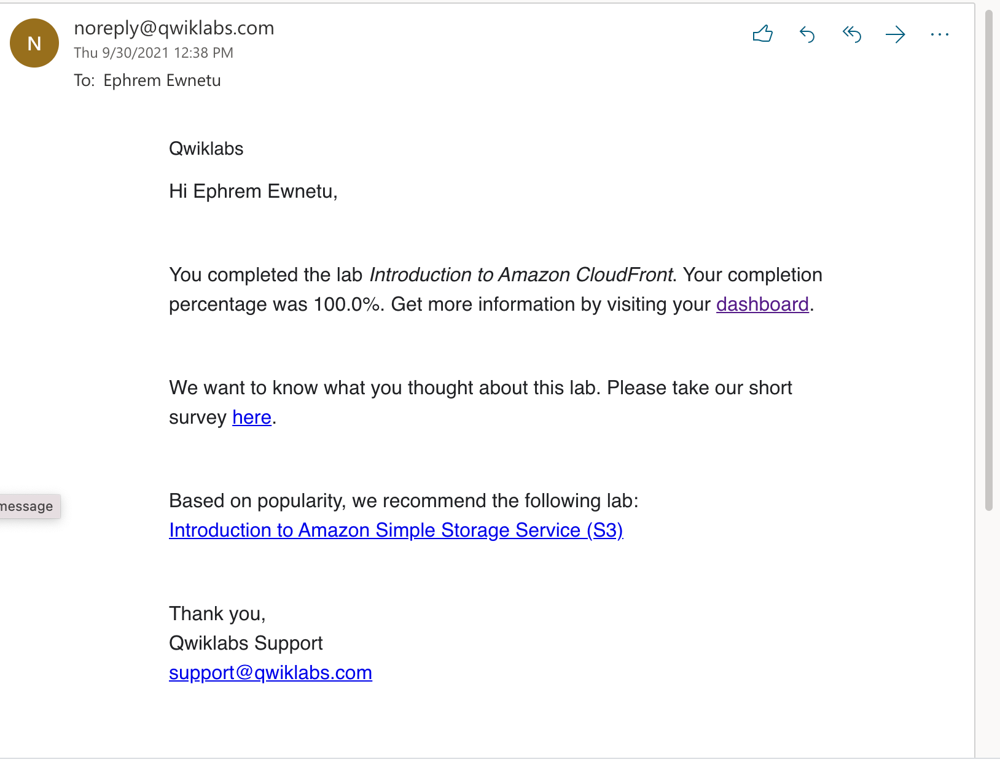 N
noreply@qwiklabs.com
Thu 9/30/2021 12:38 PM
To: Ephrem Ewnetu
Qwiklabs
Hi Ephrem Ewnetu,
You completed the lab Introduction to Amazon CloudFront. Your completion
percentage was 100.0%. Get more information by visiting your dashboard.
We want to know what you thought about this lab. Please take our short
survey here.
message
Based on popularity, we recommend the following lab:
Introduction to Amazon Simple Storage Service (S3)
Thank you,
Qwiklabs Support
support@qwiklabs.com